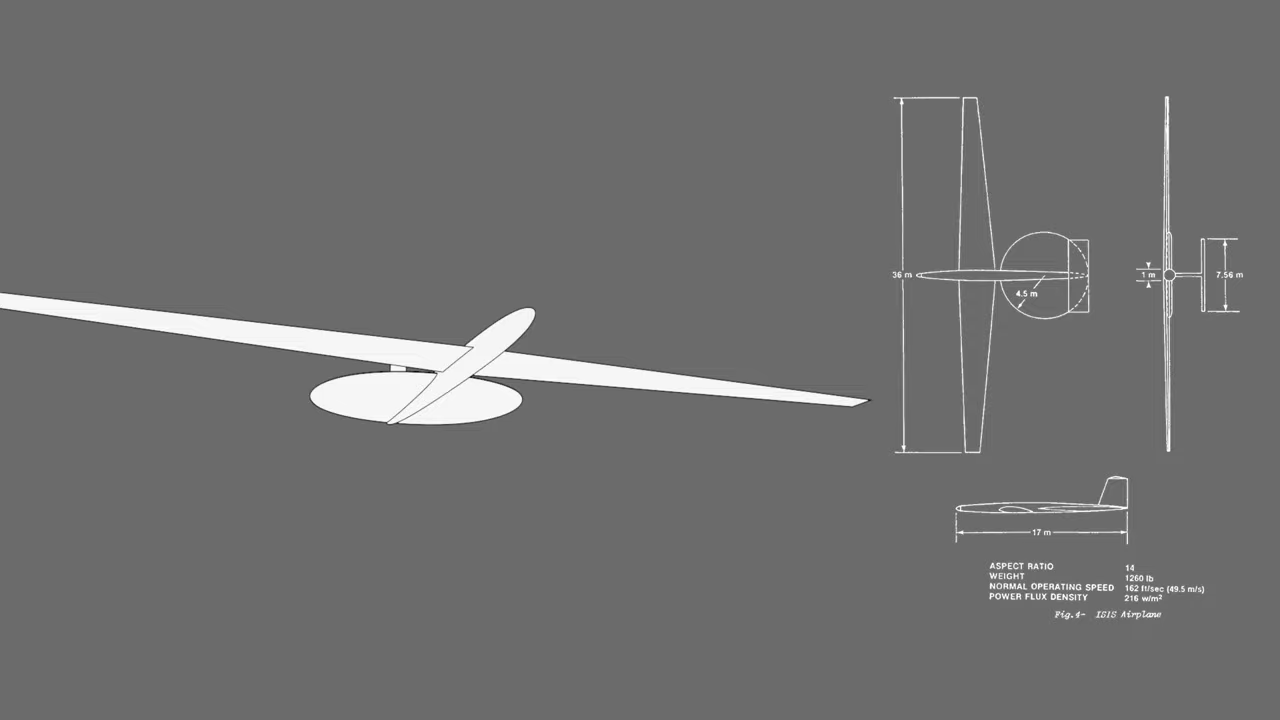 36 m
4.5 m
1 m
7.56 m
17 m
ASPECT RATIO 14
WEIGHT 1260 lb
NORMAL OPERATING SPEED 162 ft/sec (49.5 m/s)
POWER FLUX DENSITY 216 w/m²
Fig.4- ISIS Airplane